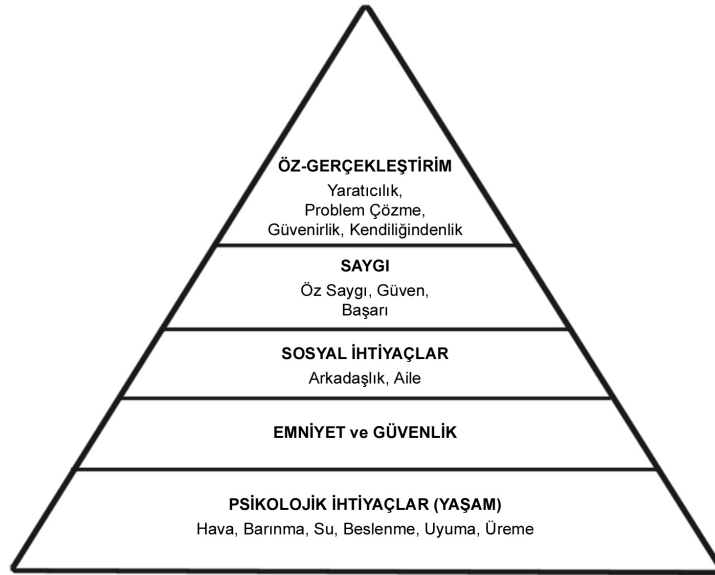 ÖZ-GERÇEKLEŞTİRİM
Yaratıcılık,
Problem Çözme,
Güvenirlik, Kendiliğindenlik
SAYGI
Öz Saygı, Güven,
Başarı
SOSYAL İHTİYAÇLAR
Arkadaşlık, Aile
EMNİYET ve GÜVENLİK
PSİKOLOJİK İHTİYAÇLAR (YAŞAM)
Hava, Barınma, Su, Beslenme, Uyuma, Üreme